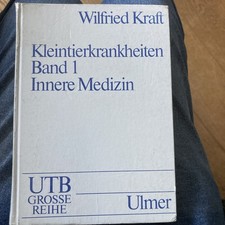 Wilfried Kraft
Kleintierkrankheiten
Band 1
Innere Medizin
UTB
GROSSE
REIHE
Ulmer